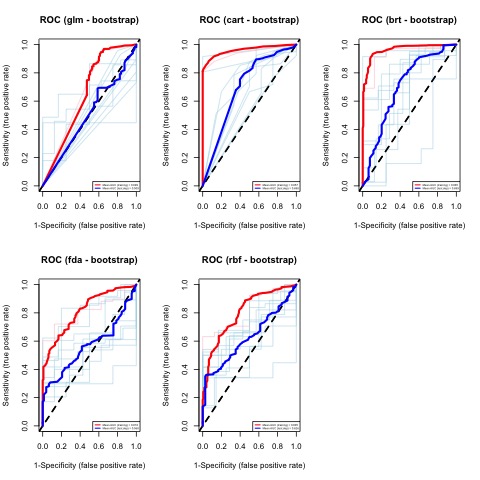 ROC (glm - bootstrap)
Sensitivity (true positive rate)
0.0 0.2 0.4 0.6 0.8 1.0
0.0 0.2 0.4 0.6 0.8 1.0
1-Specificity (false positive rate)
ROC (cart - bootstrap)
Sensitivity (true positive rate)
0.0 0.2 0.4 0.6 0.8 1.0
0.0 0.2 0.4 0.6 0.8 1.0
1-Specificity (false positive rate)
ROC (brt - bootstrap)
Sensitivity (true positive rate)
0.0 0.2 0.4 0.6 0.8 1.0
0.0 0.2 0.4 0.6 0.8 1.0
1-Specificity (false positive rate)
ROC (fda - bootstrap)
Sensitivity (true positive rate)
0.0 0.2 0.4 0.6 0.8 1.0
0.0 0.2 0.4 0.6 0.8 1.0
1-Specificity (false positive rate)
ROC (rbf - bootstrap)
Sensitivity (true positive rate)
0.0 0.2 0.4 0.6 0.8 1.0
0.0 0.2 0.4 0.6 0.8 1.0
1-Specificity (false positive rate)